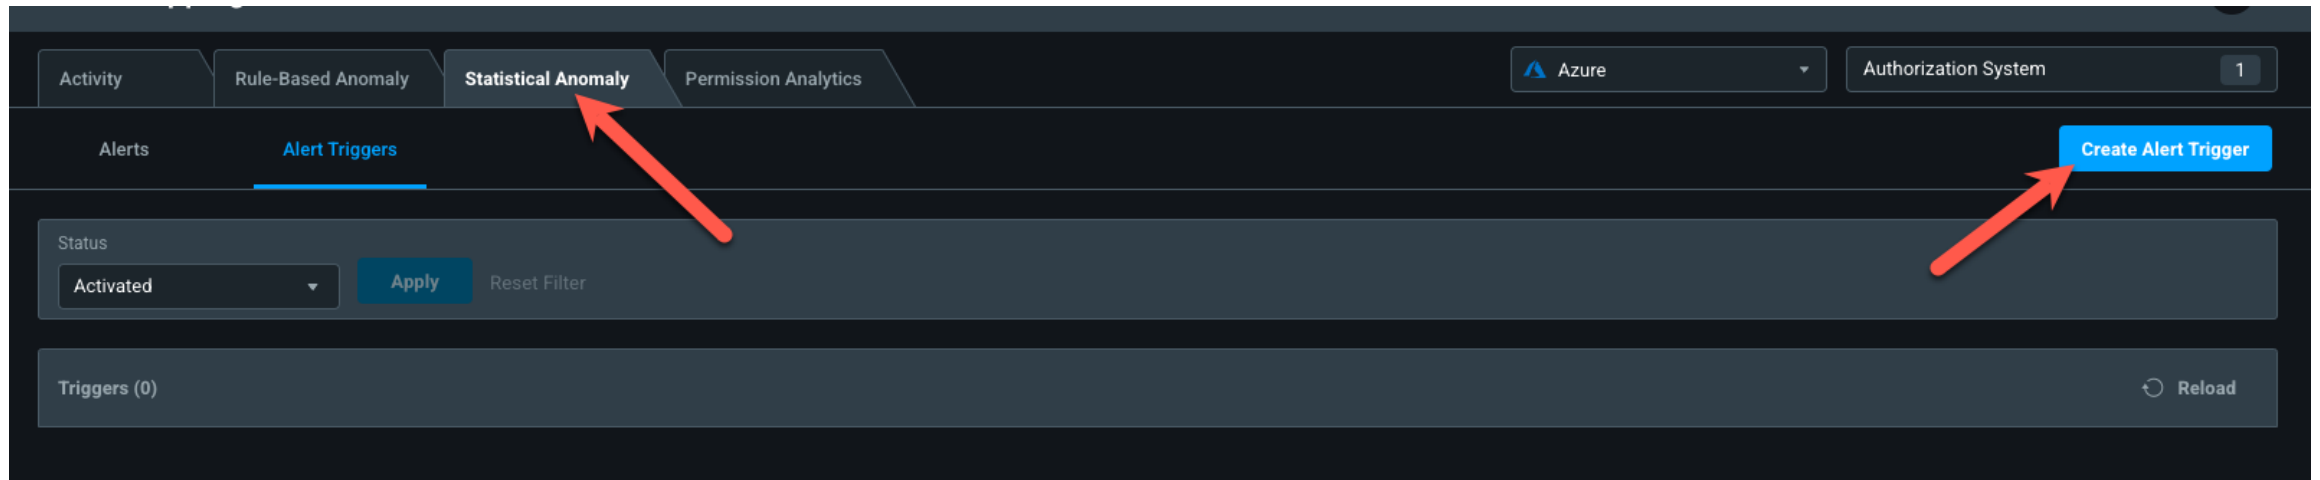 Activity
Rule-Based Anomaly
Statistical Anomaly
Permission Analytics
Azure
Authorization System
1
Alerts
Alert Triggers
Create Alert Trigger
Status
Activated
Apply
Reset Filter
Triggers (0)
Reload